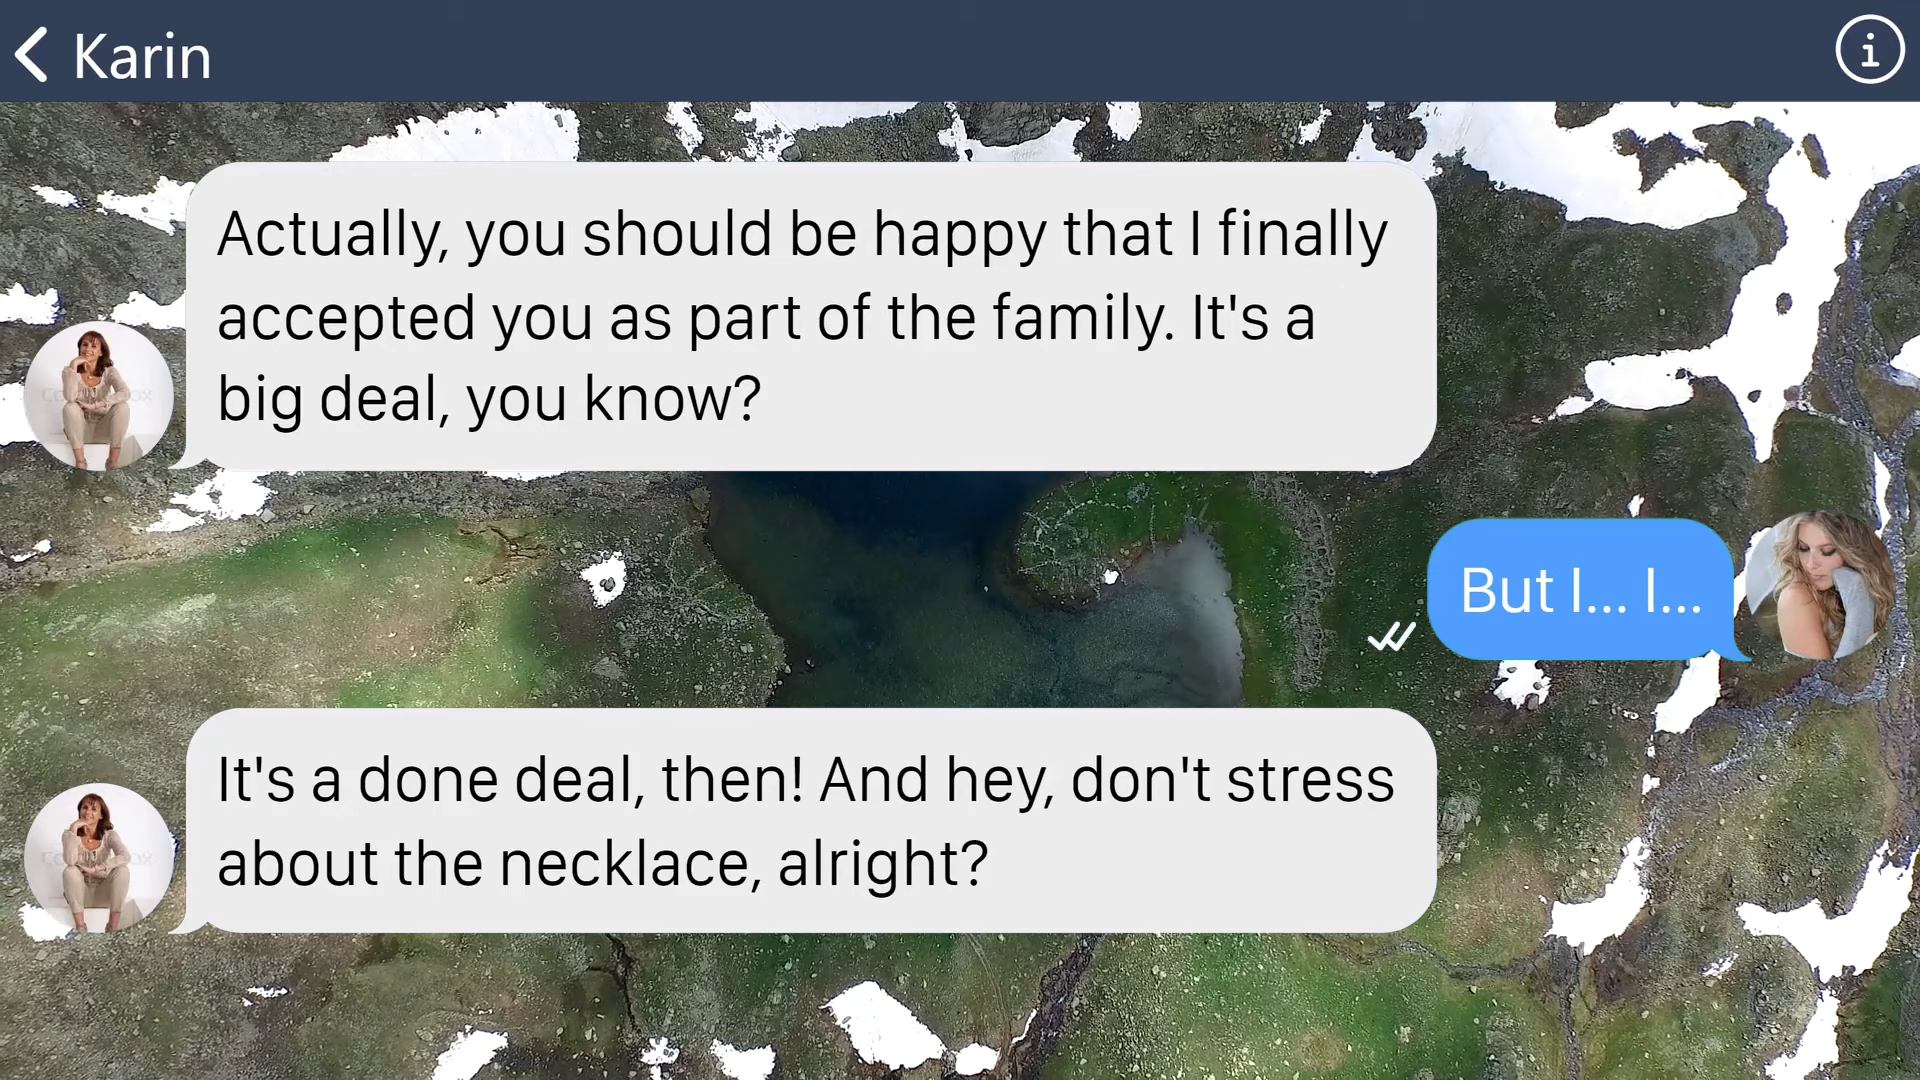 Karin
Actually, you should be happy that I finally
accepted you as part of the family. It's a
big deal, you know?
But I... I...
It's a done deal, then! And hey, don't stress
about the necklace, alright?